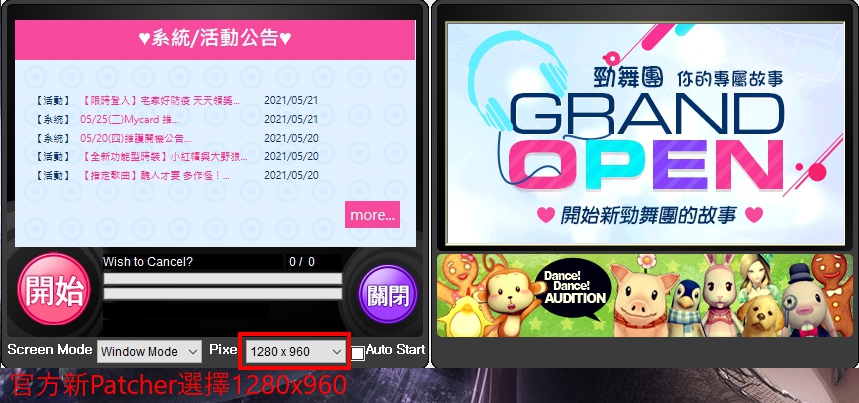 ♥系統/活動公告♥
【活動】 【限時登入】宅家好防疫 天天領獎... 2021/05/21
【系統】 05/25(二)Mycard 維... 2021/05/21
【系統】 05/20(四)維護開機公告... 2021/05/20
【活動】 【全新功能型時裝】小紅帽與大野狼... 2021/05/20
【活動】 【指定歌曲】醜人才要 多作怪！... 2021/05/20
more...
開始
Wish to Cancel? 0 / 0
關閉
Screen Mode Window Mode Pixe 1280 x 960 Auto Start
官方新Patcher選擇1280x960
勁舞團 你的專屬故事
GRAND
OPEN
開始新勁舞團的故事
Dance!
Dance!
AUDITION